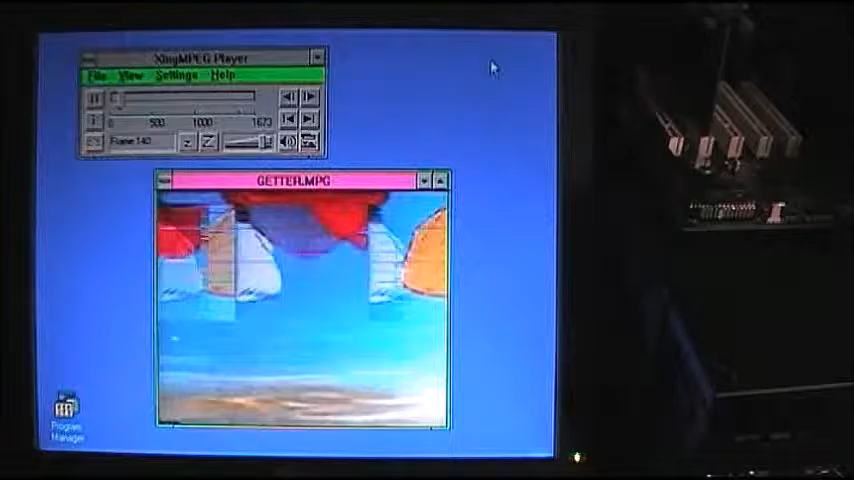 XingMPEG Player
File View Settings Help
0 500 1000 1673
Frame 140
z Z
GETTER.MPG
Program
Manager